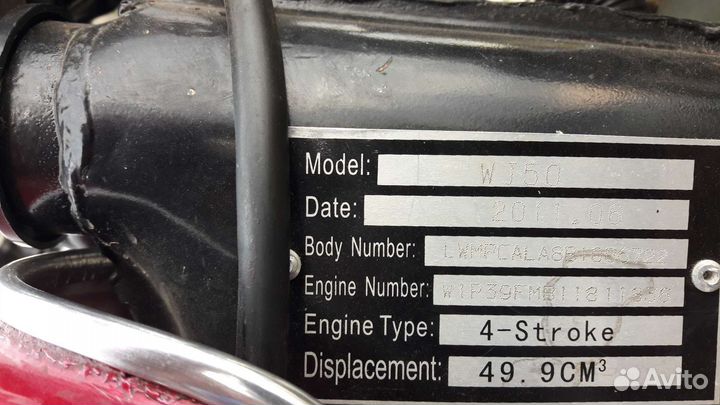 Model: WJ50
Date: 2011.06
Body Number:
Engine Number:
Engine Type: 4-Stroke
Displacement: 49.9CM³
Avito